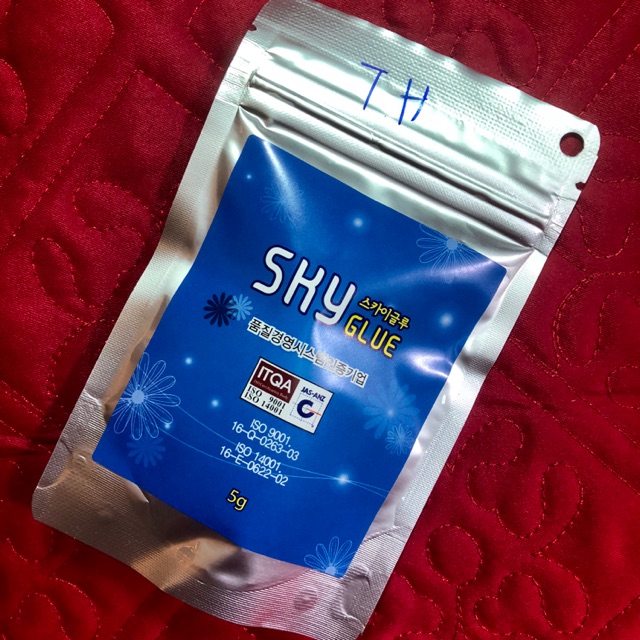 TH
SKY
스카이글루
GLUE
품질경영시스템인증기업
ITQA
ISO 9001
ISO 14001
JAS-ANZ
ISO 9001.
16-Q-0263-03
ISO 14001.
16-E-0622-02
5g